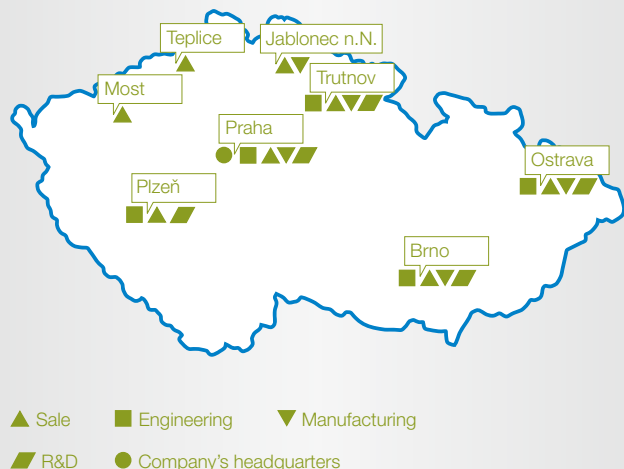 Teplice
Jablonec n.N.
Trutnov
Most
Praha
Ostrava
Plzeň
Brno
Sale
Engineering
Manufacturing
R&D
Company's headquarters